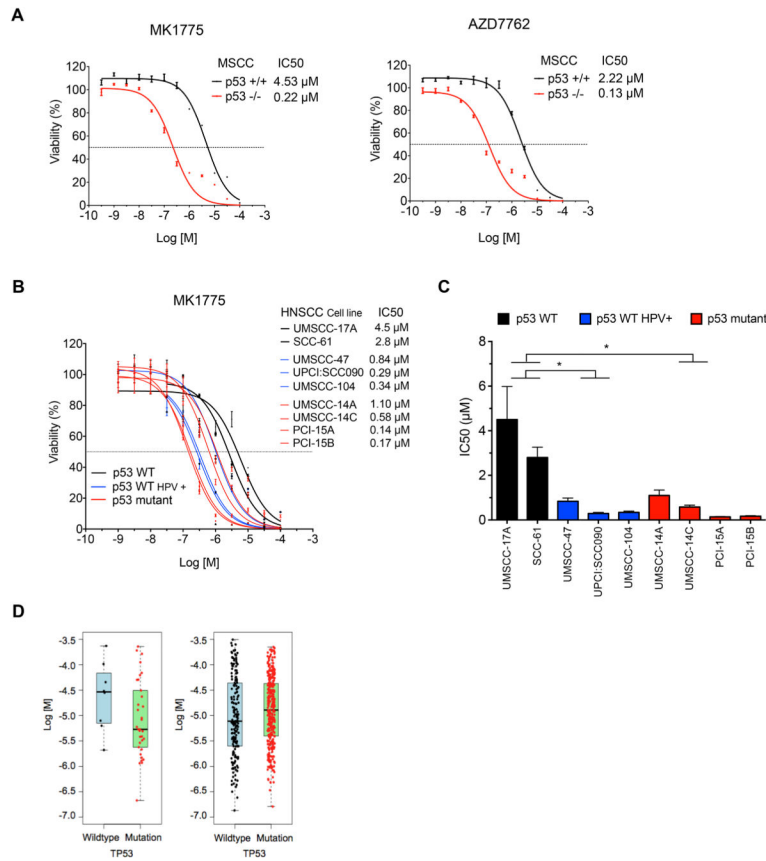 A
MK1775
MSCC IC50
p53 +/+ 4.53 µM
p53 -/- 0.22 µM
Viability (%)
120
100
80
60
40
20
0
-10 -9 -8 -7 -6 -5 -4 -3
Log [M]
AZD7762
MSCC IC50
p53 +/+ 2.22 µM
p53 -/- 0.13 µM
Viability (%)
120
100
80
60
40
20
0
-10 -9 -8 -7 -6 -5 -4 -3
Log [M]
B
MK1775
HNSCC Cell line IC50
UMSCC-17A 4.5 µM
SCC-61 2.8 µM
UMSCC-47 0.84 µM
UPCI:SCC090 0.29 µM
UMSCC-104 0.34 µM
UMSCC-14A 1.10 µM
UMSCC-14C 0.58 µM
PCI-15A 0.14 µM
PCI-15B 0.17 µM
Viability (%)
120
100
80
60
40
20
0
p53 WT
p53 WT HPV +
p53 mutant
-10 -9 -8 -7 -6 -5 -4 -3
Log [M]
C
p53 WT p53 WT HPV+ p53 mutant
IC50 (µM)
8
6
4
2
0
* *
UMSCC-17A
SCC-61
UMSCC-47
UPCI:SCC090
UMSCC-104
UMSCC-14A
UMSCC-14C
PCI-15A
PCI-15B
D
Log [M]
-3.5
-4.0
-4.5
-5.0
-5.5
-6.0
-7.0
Wildtype Mutation
TP53
Log [M]
-3.5
-4.0
-4.5
-5.0
-5.5
-6.0
-7.0
Wildtype Mutation
TP53